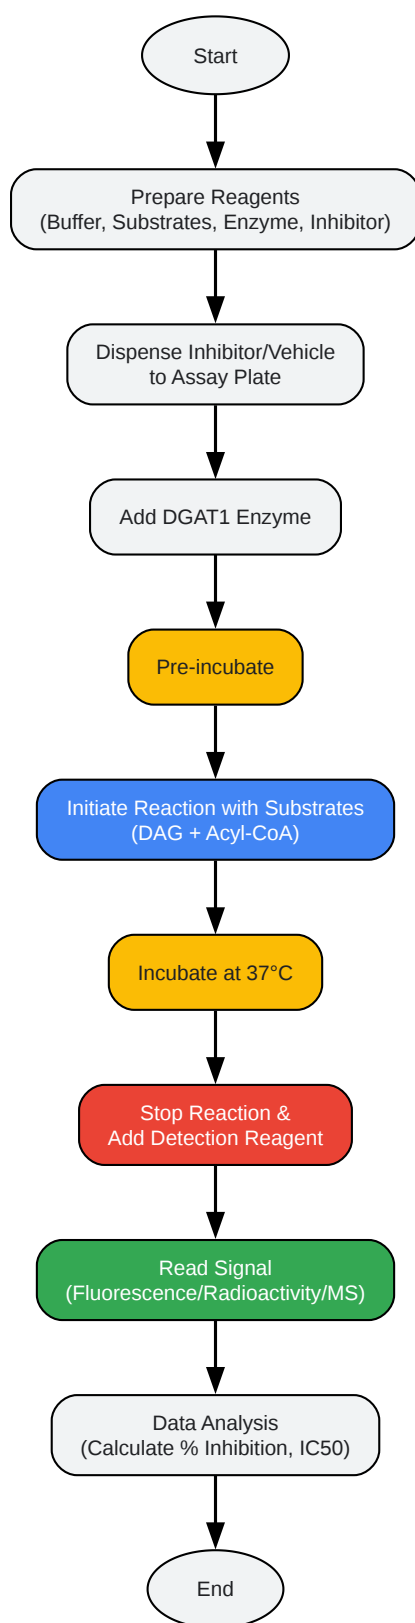 Start
Prepare Reagents
(Buffer, Substrates, Enzyme, Inhibitor)
Dispense Inhibitor/Vehicle
to Assay Plate
Add DGAT1 Enzyme
Pre-incubate
Initiate Reaction with Substrates
(DAG + Acyl-CoA)
Incubate at 37°C
Stop Reaction &
Add Detection Reagent
Read Signal
(Fluorescence/Radioactivity/MS)
Data Analysis
(Calculate % Inhibition, IC50)
End